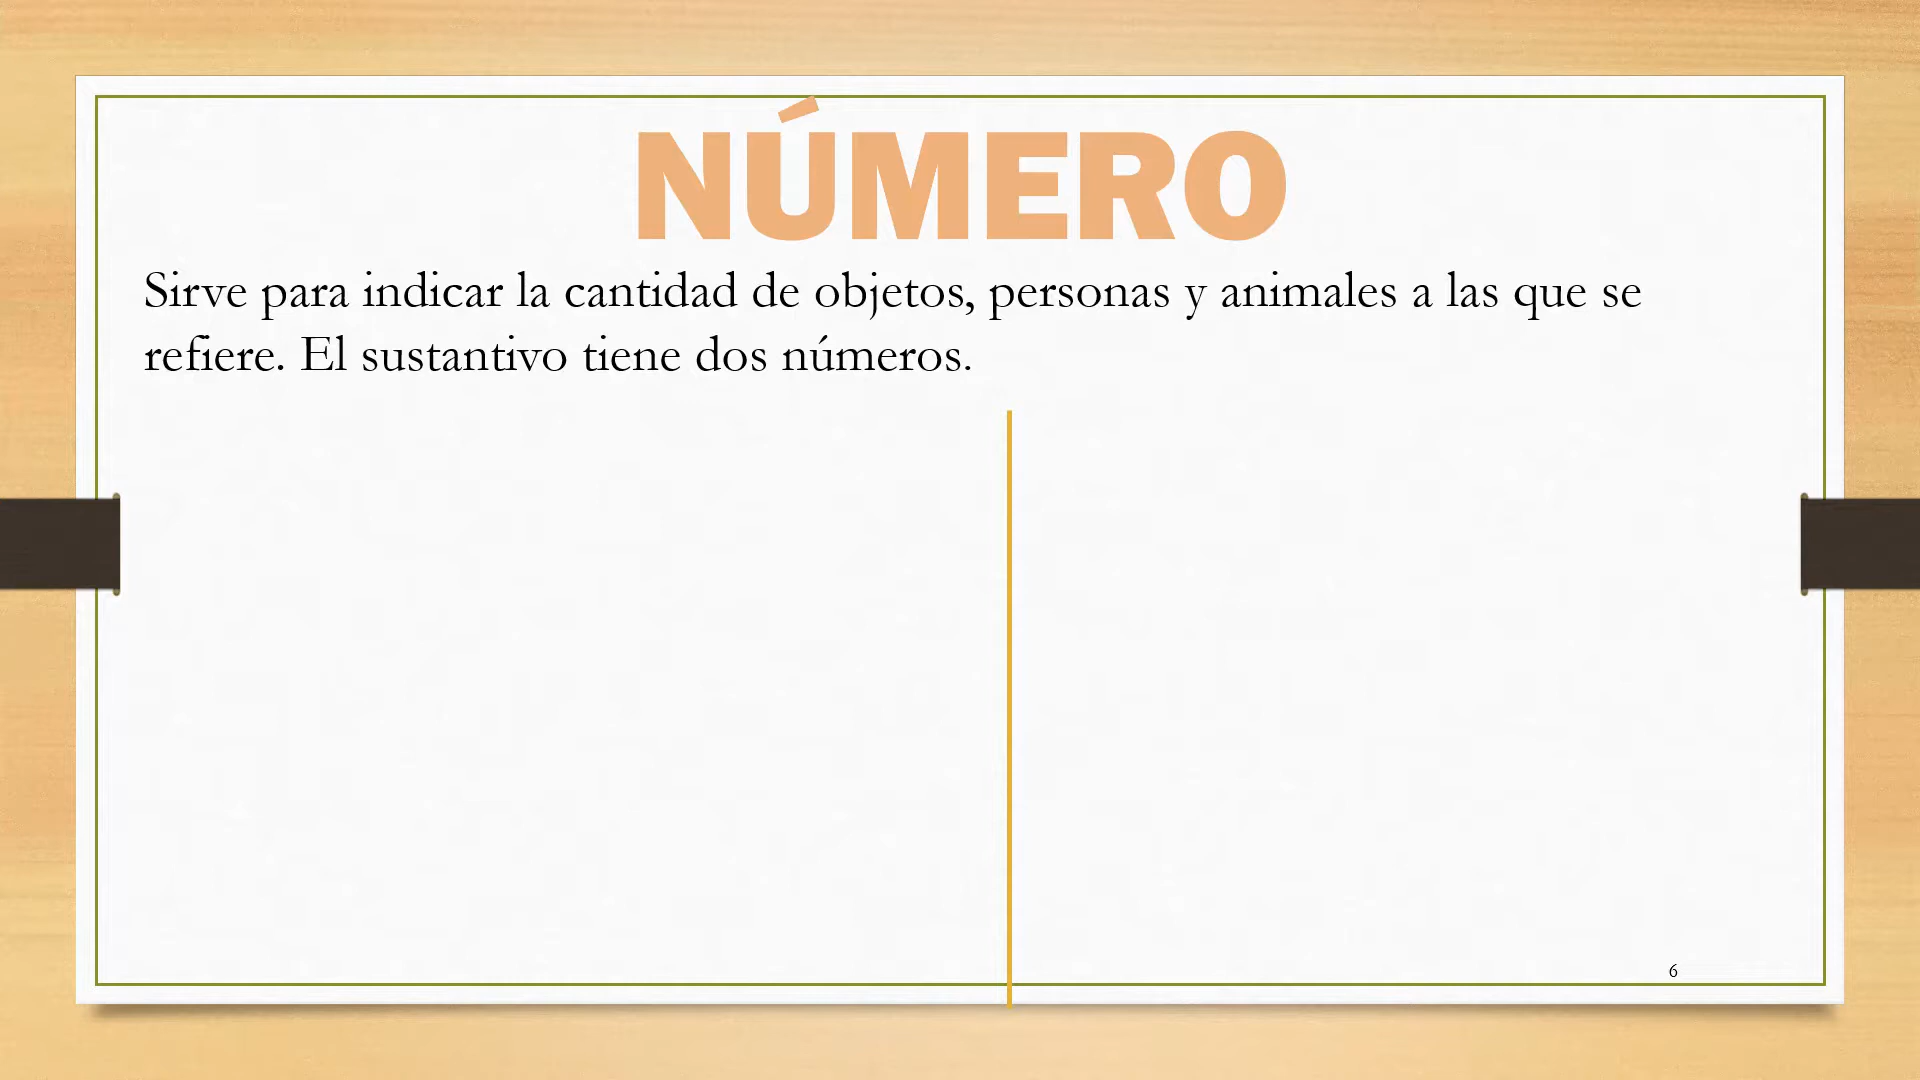 NÚMERO
Sirve para indicar la cantidad de objetos, personas y animales a las que se
refiere. El sustantivo tiene dos números.
6